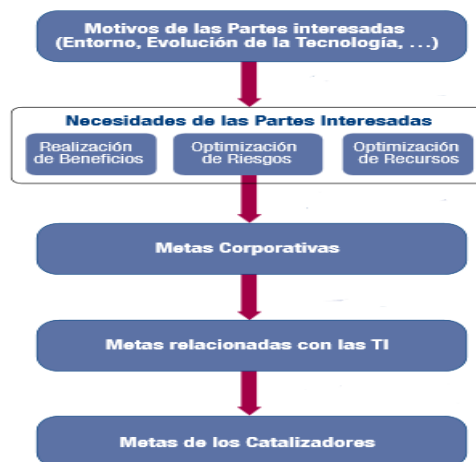 Motivos de las Partes interesadas
(Entorno, Evolución de la Tecnología, ...)
Necesidades de las Partes Interesadas
Realización
de Beneficios
Optimización
de Riesgos
Optimización
de Recursos
Metas Corporativas
Metas relacionadas con las TI
Metas de los Catalizadores